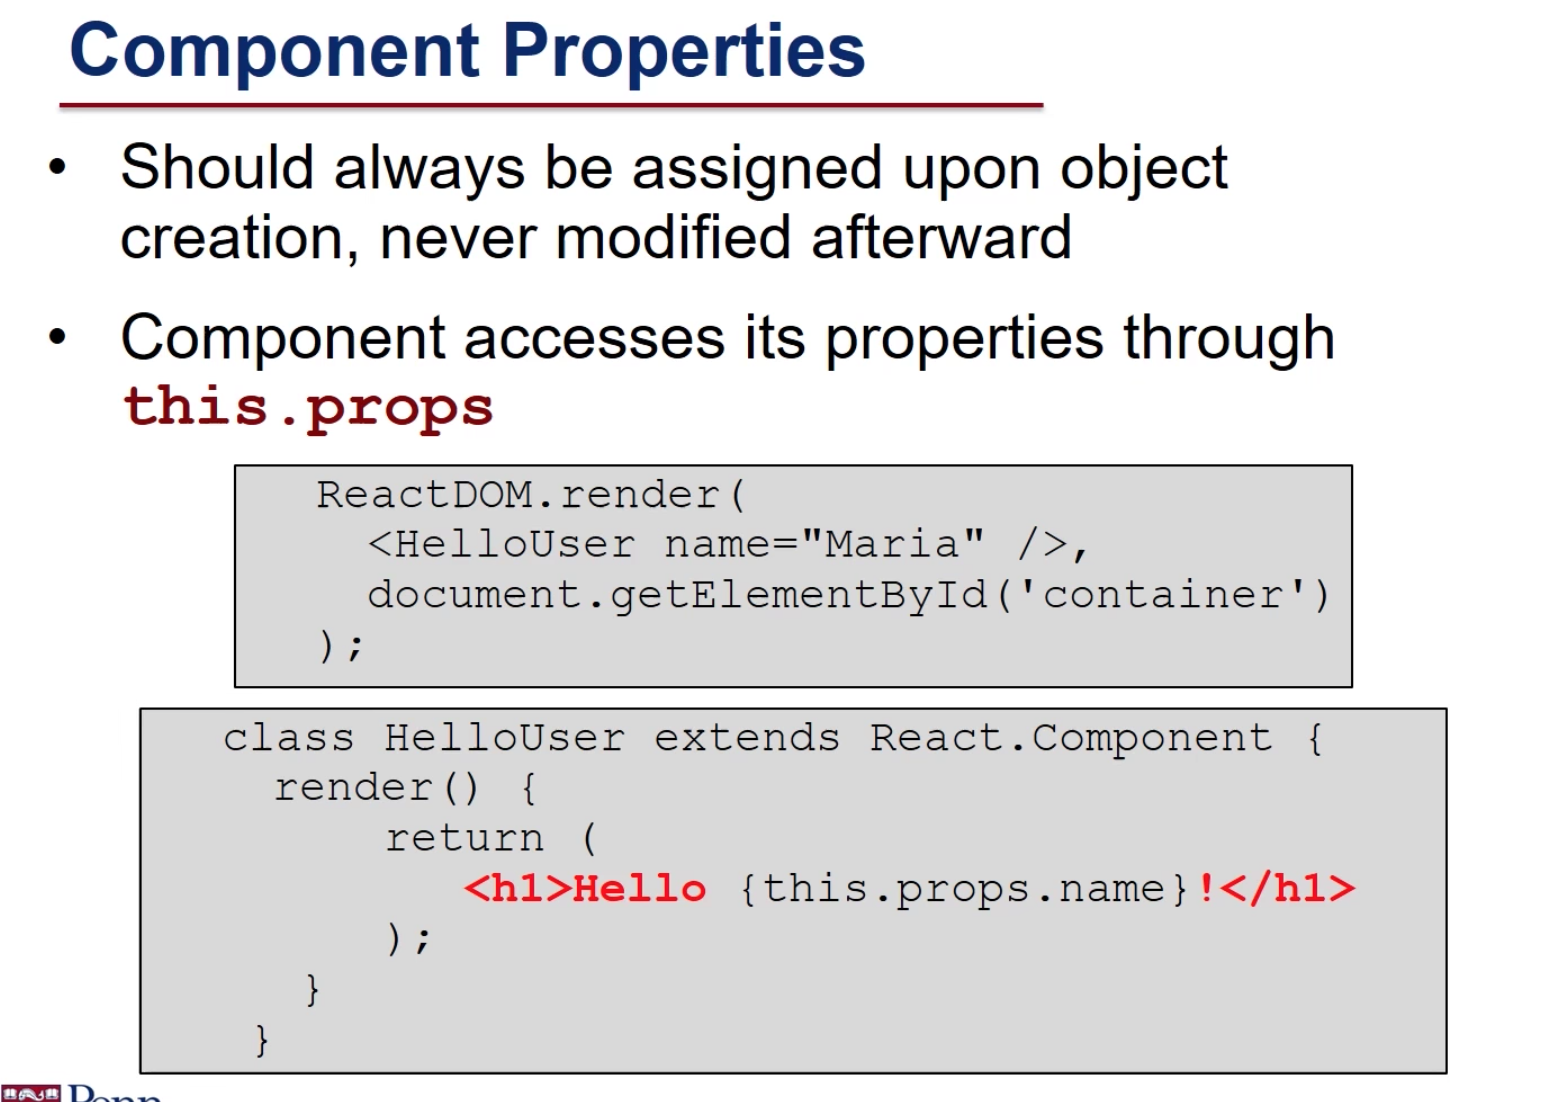 Component Properties
• Should always be assigned upon object
creation, never modified afterward
• Component accesses its properties through
this.props
ReactDOM.render(
<HelloUser name="Maria" />,
document.getElementById('container')
);
class HelloUser extends React.Component {
render() {
return (
<h1>Hello {this.props.name}!</h1>
);
}
}
Penn